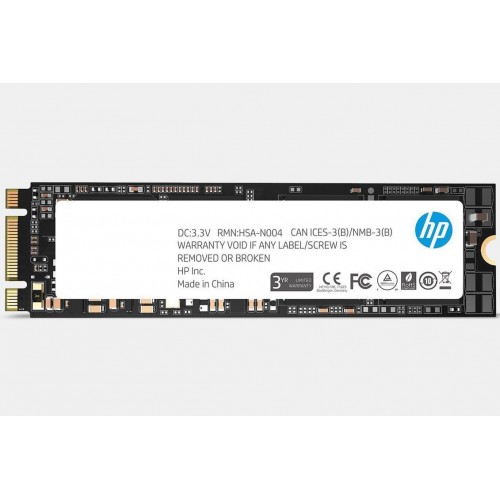 hp
DC:3.3V RMN:HSA-N004 CAN ICES-3(B)/NMB-3(B)
WARRANTY VOID IF ANY LABEL/SCREW IS
REMOVED OR BROKEN
HP Inc.
Made in China
3 YR